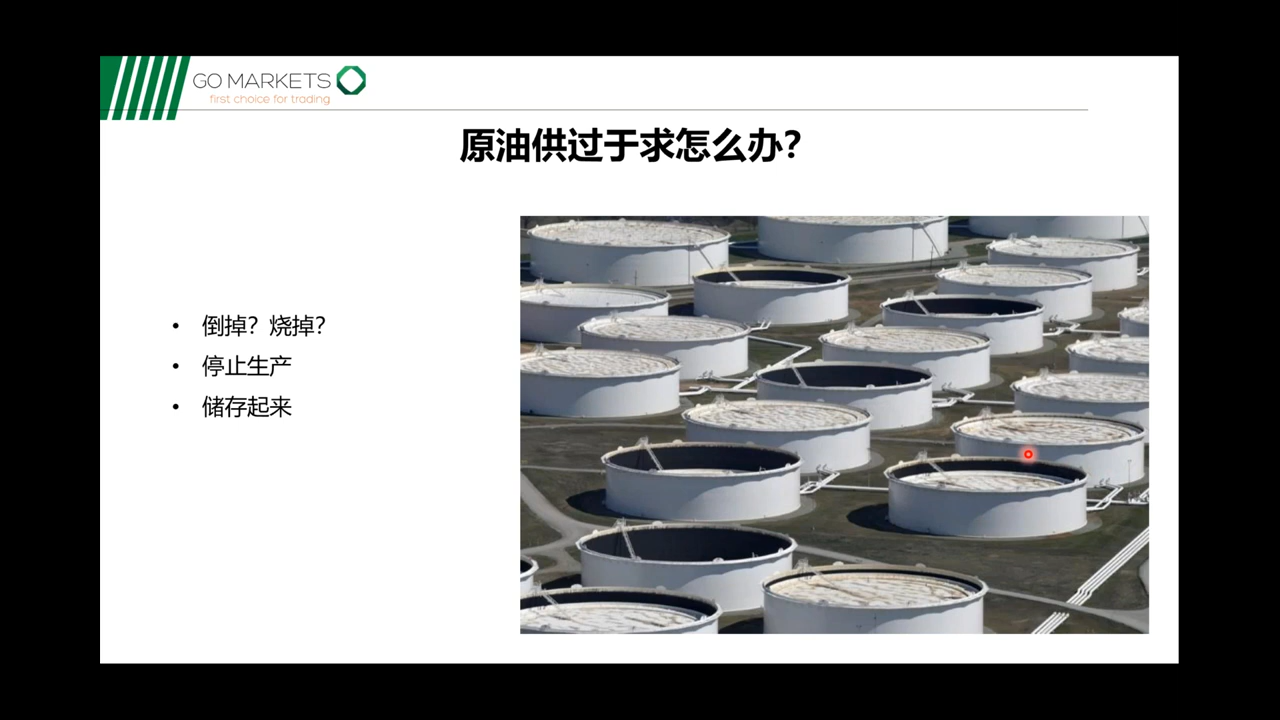 GO MARKETS
first choice for trading
原油供过于求怎么办?
• 倒掉? 烧掉?
• 停止生产
• 储存起来